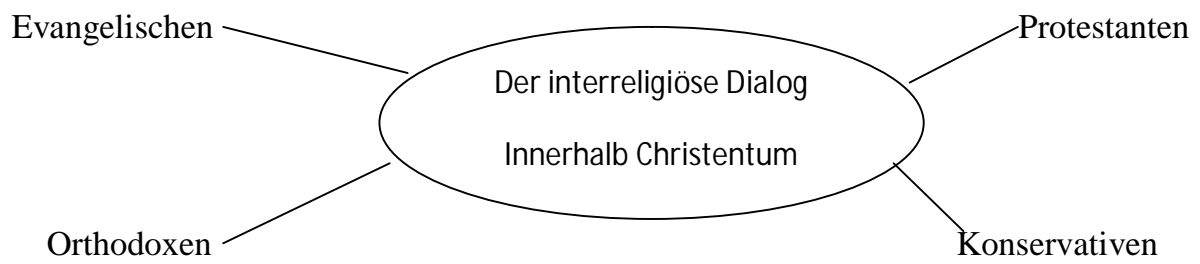 Evangelischen
Protestanten
Der interreligiöse Dialog
Innerhalb Christentum
Orthodoxen
Konservativen